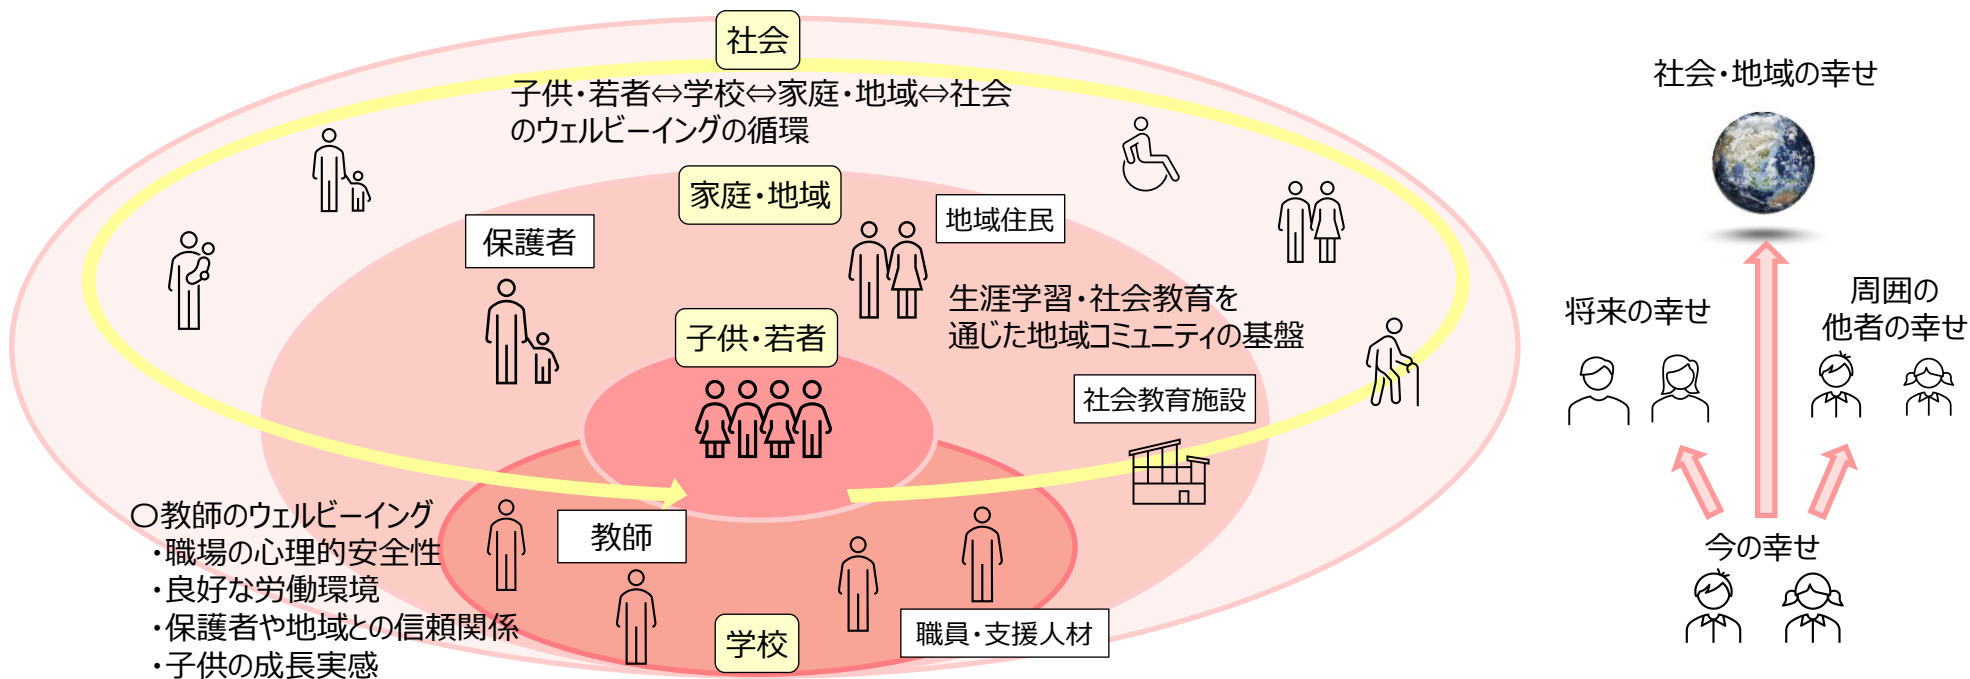 社会
子供・若者⇔学校⇔家庭・地域⇔社会
のウェルビーイングの循環
家庭・地域
保護者
地域住民
生涯学習・社会教育を
通じた地域コミュニティの基盤
子供・若者
社会教育施設
〇教師のウェルビーイング
・職場の心理的安全性
・良好な労働環境
・保護者や地域との信頼関係
・子供の成長実感
教師
職員・支援人材
学校
社会・地域の幸せ
将来の幸せ
周囲の
他者の幸せ
今の幸せ